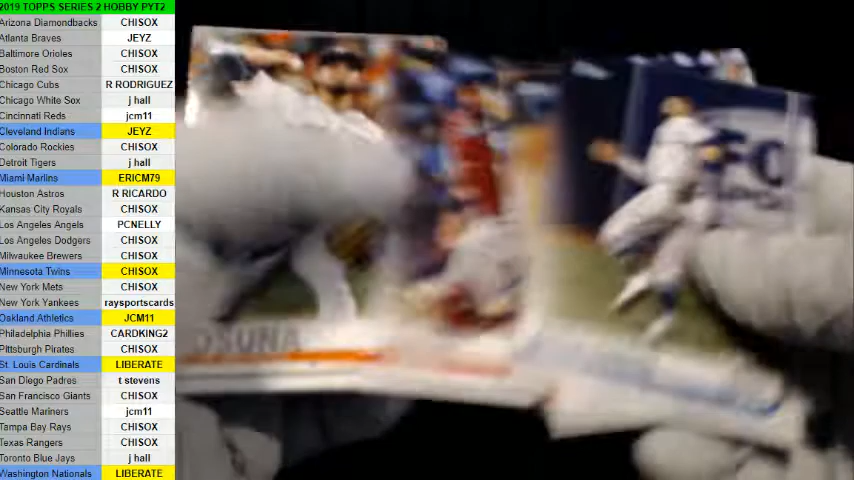 2019 TOPPS SERIES 2 HOBBY PYT2
Arizona Diamondbacks CHISOX
Atlanta Braves JEYZ
Baltimore Orioles CHISOX
Boston Red Sox CHISOX
Chicago Cubs R RODRIGUEZ
Chicago White Sox j hall
Cincinnati Reds jcm11
Cleveland Indians JEYZ
Colorado Rockies CHISOX
Detroit Tigers j hall
Miami Marlins ERICM79
Houston Astros R RICARDO
Kansas City Royals CHISOX
Los Angeles Angels PCNELLY
Los Angeles Dodgers CHISOX
Milwaukee Brewers CHISOX
Minnesota Twins CHISOX
New York Mets CHISOX
New York Yankees raysportscards
Oakland Athletics JCM11
Philadelphia Phillies CARDKING2
Pittsburgh Pirates CHISOX
St. Louis Cardinals LIBERATE
San Diego Padres t stevens
San Francisco Giants CHISOX
Seattle Mariners jcm11
Tampa Bay Rays CHISOX
Texas Rangers CHISOX
Toronto Blue Jays j hall
Washington Nationals LIBERATE
OSUNA